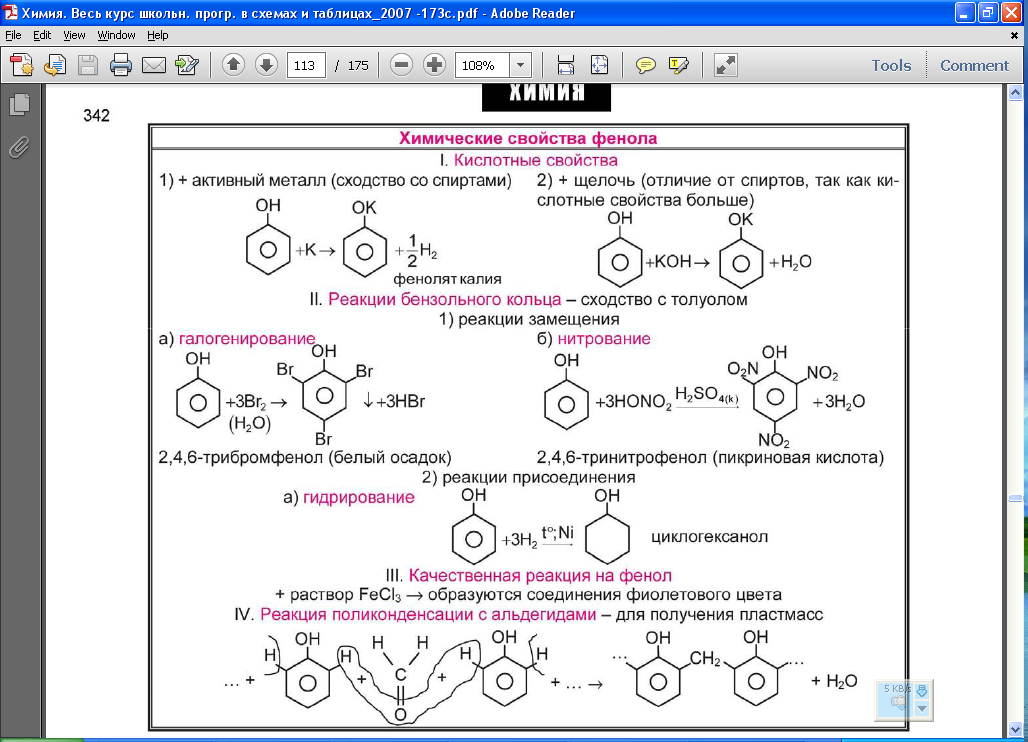 Химия. Весь курс школьн. прогр. в схемах и таблицах_2007 -173с.pdf - Adobe Reader
File Edit View Window Help
113 / 175 108% Tools Comment
ХИМИЯ
342
Химические свойства фенола
I. Кислотные свойства
1) + активный металл (сходство со спиртами)
OH OK
+K → + 1/2 H₂
фенолят калия
2) + щелочь (отличие от спиртов, так как ки-
слотные свойства больше)
OH OK
+KOH → +H₂O
II. Реакции бензольного кольца – сходство с толуолом
1) реакции замещения
а) галогенирование
OH OH
Br Br
+3Br₂ → ↓+3HBr
(H₂O)
Br
2,4,6-трибромфенол (белый осадок)
б) нитрование
OH OH
O₂N NO₂
+3HONO₂ H₂SO₄₍ₖ₎ → +3H₂O
NO₂
2,4,6-тринитрофенол (пикриновая кислота)
2) реакции присоединения
а) гидрирование
OH OH
+3H₂ t°;Ni → циклогексанол
III. Качественная реакция на фенол
+ раствор FeCl₃ → образуются соединения фиолетового цвета
IV. Реакция поликонденсации с альдегидами – для получения пластмасс
OH H H OH OH OH
H H C H H ... CH₂ ...
... + + + + ... → + H₂O
O
5 KB/s